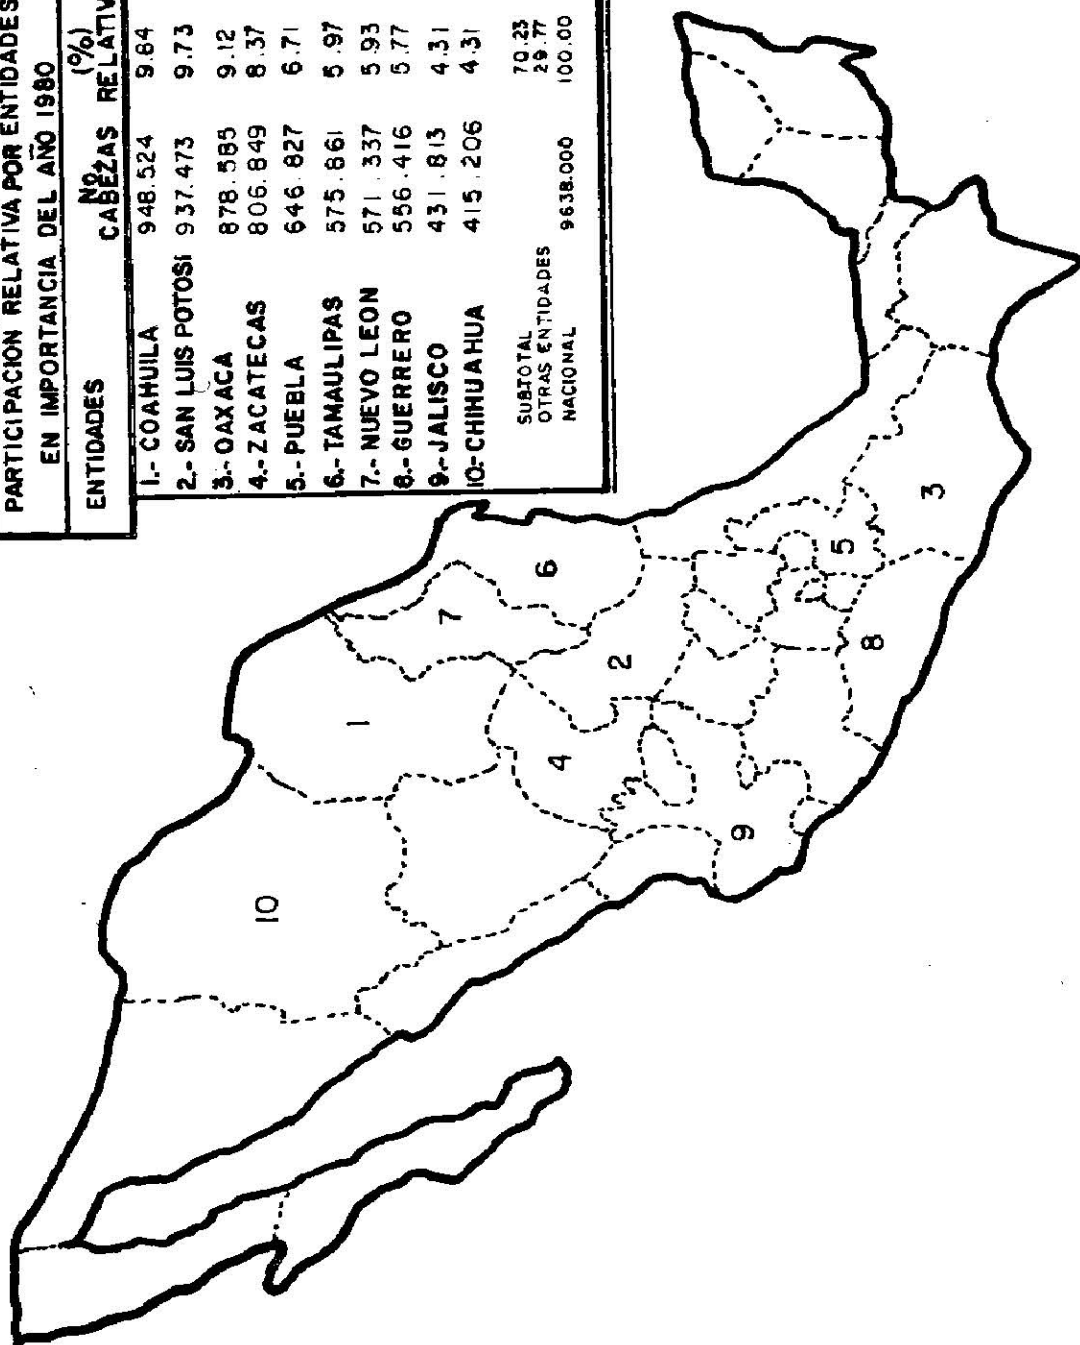 PARTICIPACION RELATIVA POR ENTIDADES
EN IMPORTANCIA DEL AÑO 1980
ENTIDADES No. CABEZAS (%)
1.- COAHUILA 948.524 9.84
2.- SAN LUIS POTOSI 937.473 9.73
3.- OAXACA 878.585 9.12
4.- ZACATECAS 806.849 8.37
5.- PUEBLA 646.827 6.71
6.- TAMAULIPAS 575.861 5.97
7.- NUEVO LEON 571.337 5.93
8.- GUERRERO 556.416 5.77
9.- JALISCO 431.813 4.31
10.- CHIHUAHUA 415.206 4.31
SUBTOTAL 70.23
OTRAS ENTIDADES 29.77
NACIONAL 9638.000 100.00
10
1
7
6
4
2
9
8
5
3